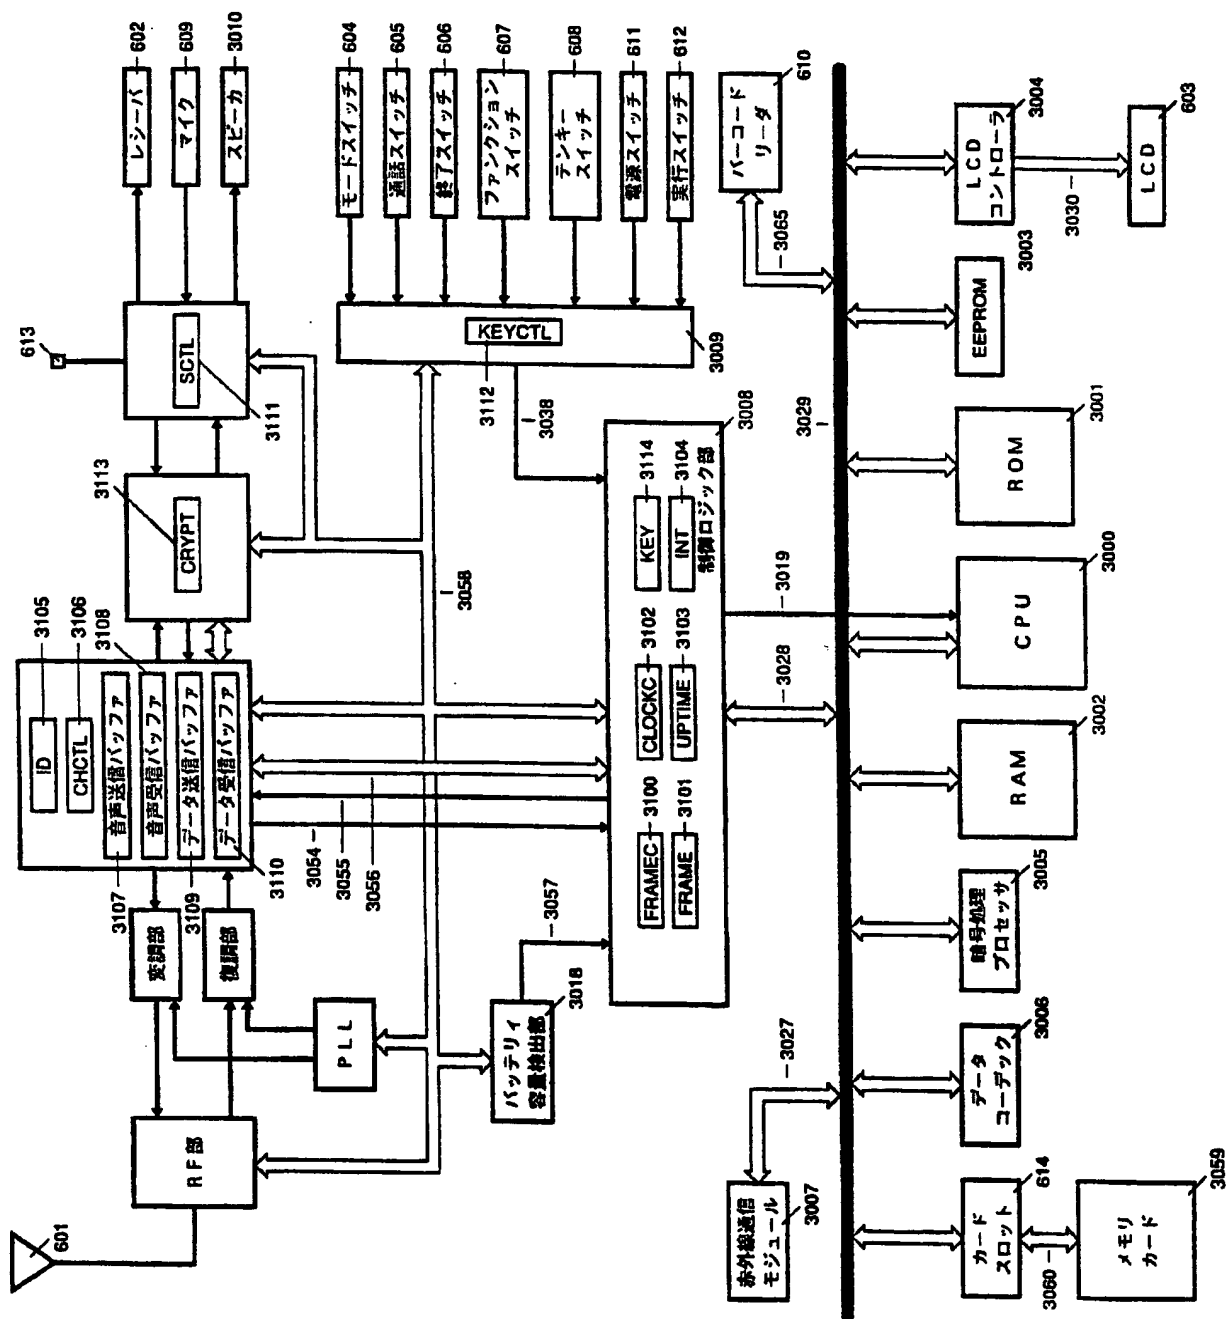 レシーバ
602
マイク
609
スピーカ
3010
モードスイッチ
604
通話スイッチ
605
終了スイッチ
606
ファンクション
スイッチ
607
テンキー
スイッチ
608
電源スイッチ
611
実行スイッチ
612
バーコード
リーダ
610
LCD
コントローラ
3004
LCD
603
3030
613
SCTL
3111
KEYCTL
3112
3009
3038
3065
EEPROM
3003
CRYPT
3113
3058
3029
ROM
3001
3008
制御ロジック部
KEY
3114
INT
3104
CLOCKC
3102
UPTIME
3103
FRAMEC
3100
FRAME
3101
3019
3028
CPU
3000
RAM
3002
3105
3106
3108
ID
CHCTL
音声送信バッファ
音声受信バッファ
データ送信バッファ
データ受信バッファ
3107
3109
3110
3054
3055
3056
3057
変調部
復調部
PLL
バッテリィ
容量検出部
3018
RF部
601
暗号処理
プロセッサ
3005
データ
コーデック
3006
3027
赤外線通信
モジュール
3007
カード
スロット
614
3060
メモリ
カード
3059